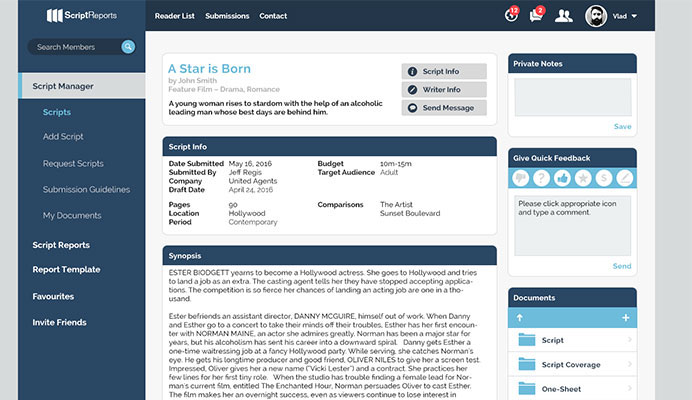 ScriptReports
Reader List
Submissions
Contact
12
2
Vlad
Search Members
Script Manager
Scripts
Add Script
Request Scripts
Submission Guidelines
My Documents
Script Reports
Report Template
Favourites
Invite Friends
A Star is Born
by John Smith
Feature Film – Drama, Romance
A young woman rises to stardom with the help of an alcoholic
leading man whose best days are behind him.
Script Info
Writer Info
Send Message
Script Info
Date Submitted May 16, 2016
Submitted By Jeff Regis
Company United Agents
Draft Date April 24, 2016
Budget 10m-15m
Target Audience Adult
Pages 90
Location Hollywood
Period Contemporary
Comparisons The Artist
Sunset Boulevard
Synopsis
ESTER BIODGETT yearns to become a Hollywood actress. She goes to Hollywood and tries
to land a job as an extra. The casting agent tells her they have stopped accepting applica-
tions. The competition is so fierce her chances of landing an acting job are one in a tho-
usand.
Ester befriends an assistant director, DANNY MCGUIRE, himself out of work. When Danny
and Esther go to a concert to take their minds off their troubles, Esther has her first encoun-
ter with NORMAN MAINE, an actor she admires greatly. Norman has been a major star for
years, but his alcoholism has sent his career into a downward spiral. Danny gets Esther a
one-time waitressing job at a fancy Hollywood party. While serving, she catches Norman's
eye. He gets his longtime producer and good friend, OLIVER NILES to give her a screen test.
Impressed, Oliver gives her a new name ("Vicki Lester") and a contract. She practices her
few lines for her first tiny role. When the studio has trouble finding a female lead for Nor-
man's current film, entitled The Enchanted Hour, Norman persuades Oliver to cast Esther.
The film makes her an overnight success, even as viewers continue to lose interest in
Private Notes
Save
Give Quick Feedback
? $
Please click appropriate icon
and type a comment.
Send
Documents
Script
Script Coverage
One-Sheet